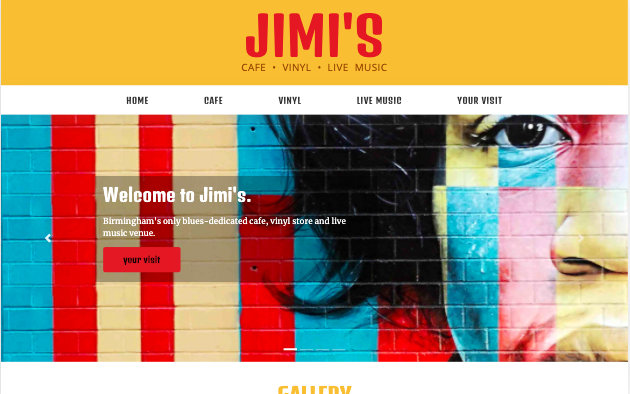 JIMI'S
CAFE • VINYL • LIVE MUSIC
HOME CAFE VINYL LIVE MUSIC YOUR VISIT
Welcome to Jimi's.
Birmingham's only blues-dedicated cafe, vinyl store and live
music venue.
your visit
GALLERY